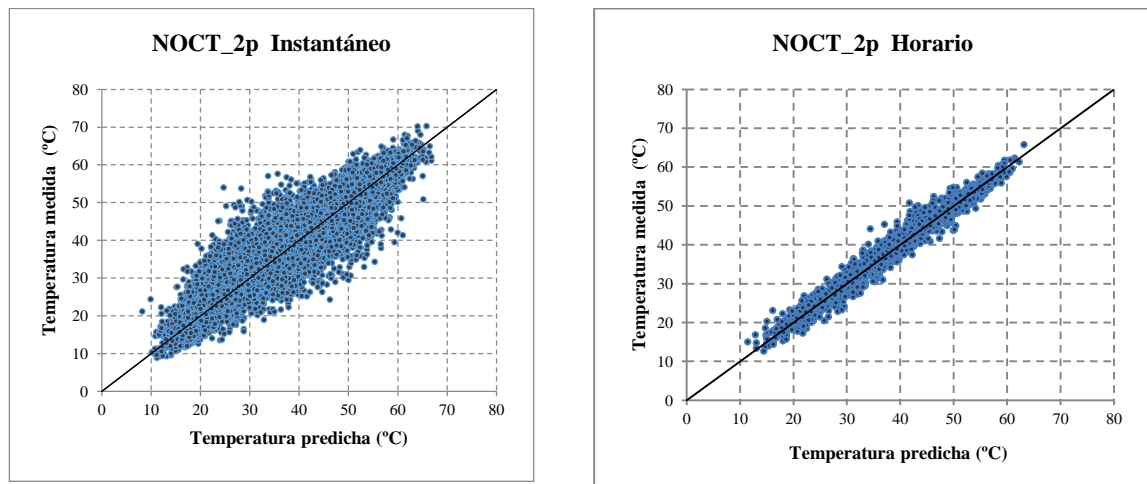 NOCT_2p Instantáneo
80
70
60
50
40
30
20
10
0
Temperatura medida (ºC)
0 10 20 30 40 50 60 70 80
Temperatura predicha (ºC)
NOCT_2p Horario
80
70
60
50
40
30
20
10
0
Temperatura medida (ºC)
0 10 20 30 40 50 60 70 80
Temperatura predicha (ºC)